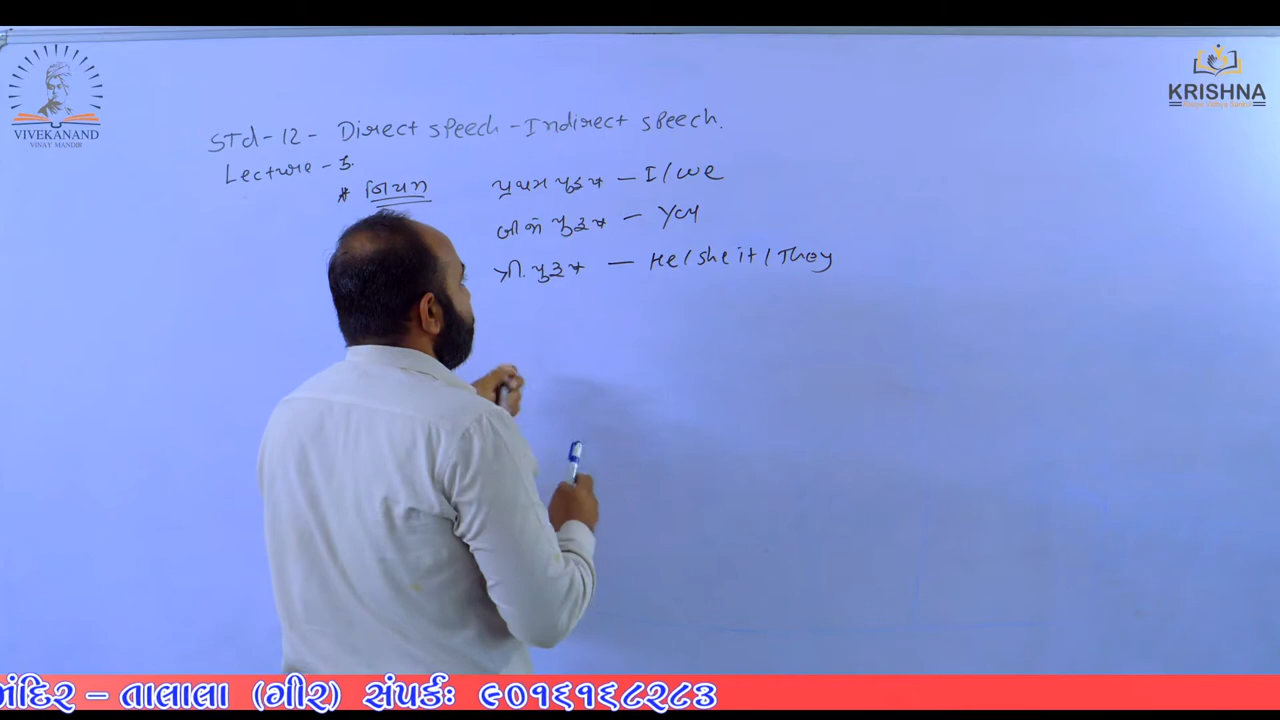 VIVEKANAND
VINAY MANDIR
KRISHNA
STd-12- Direct speech - Indirect speech.
Lecture - 3.
* નિયમ
પ્રથમ પુરૂષ - I/we
બીજો પુરૂષ - You
ત્રી. પુરૂષ - He/she it/They
મંદિર - તાલાલા (ગીર) સંપર્કઃ ૯૦૧૬૧૬૮૨૮૩